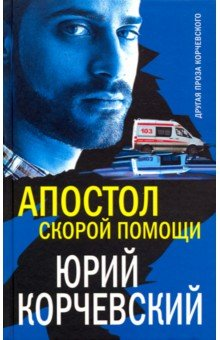 ДРУГАЯ ПРОЗА КОРЧЕВСКОГО
103
АПОСТОЛ
СКОРОЙ ПОМОЩИ
ЮРИЙ
КОРЧЕВСКИЙ